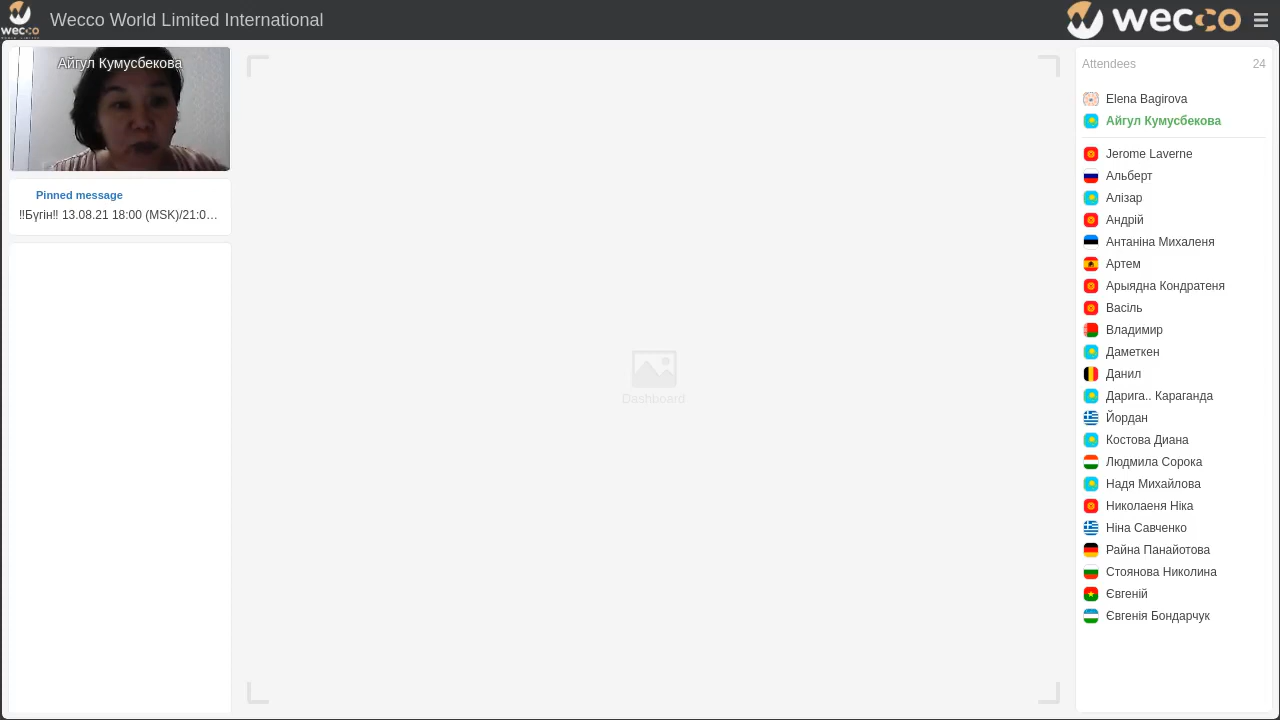 wecco
Wecco World Limited International
wecco
Айгул Кумусбекова
Pinned message
‼Бүгін‼ 13.08.21 18:00 (MSK)/21:0…
Dashboard
Attendees 24
Elena Bagirova
Айгул Кумусбекова
Jerome Laverne
Альберт
Алізар
Андрій
Антаніна Михаленя
Артем
Арыядна Кондратеня
Васіль
Владимир
Даметкен
Данил
Дарига.. Караганда
Йордан
Костова Диана
Людмила Сорока
Надя Михайлова
Николаеня Ніка
Ніна Савченко
Райна Панайотова
Стоянова Николина
Євгеній
Євгенія Бондарчук